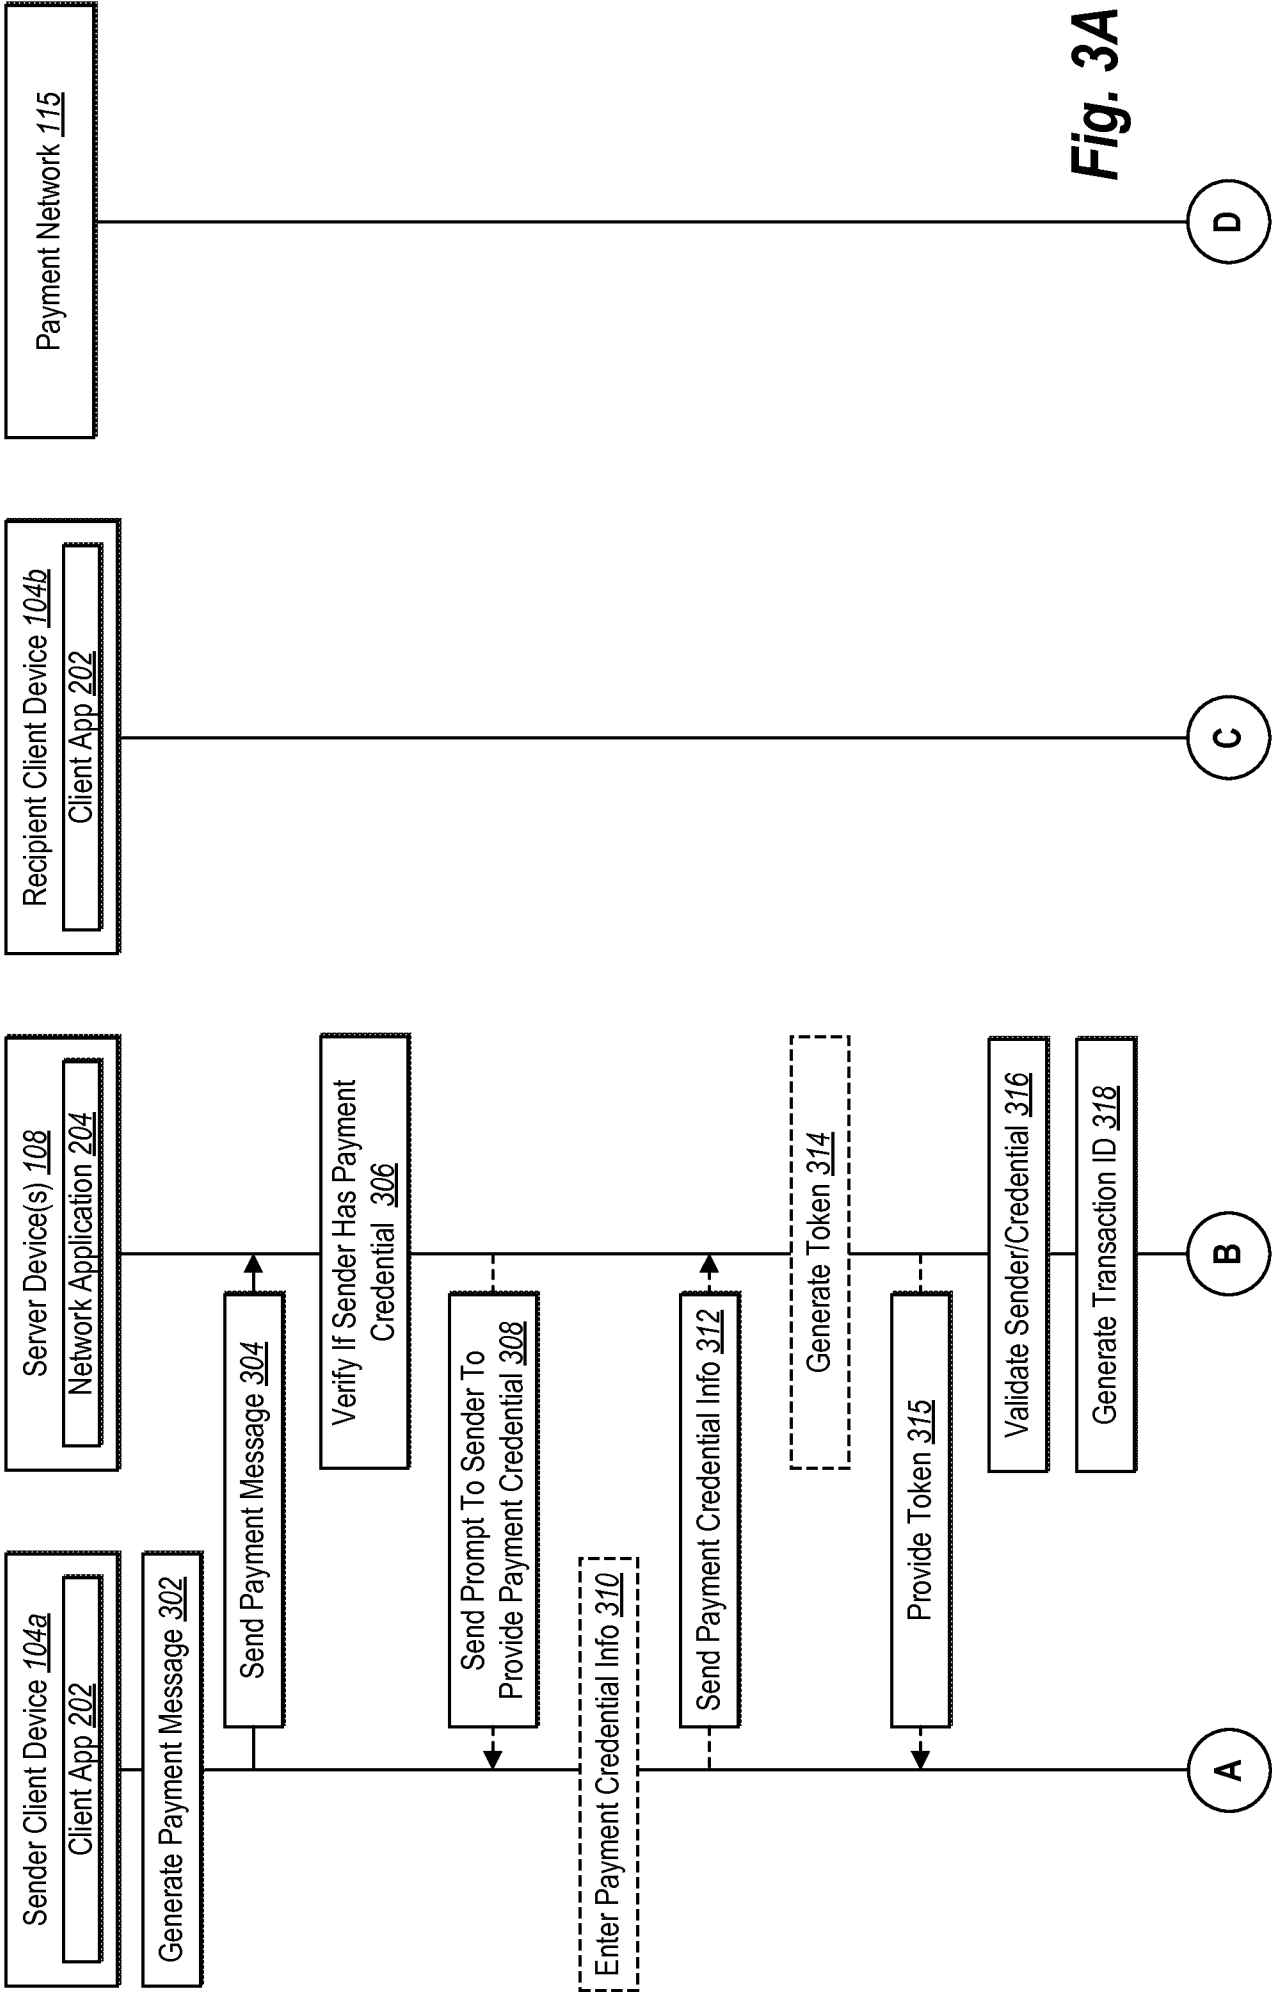 Sender Client Device 104a
Client App 202
Server Device(s) 108
Network Application 204
Recipient Client Device 104b
Client App 202
Payment Network 115
Generate Payment Message 302
Send Payment Message 304
Verify If Sender Has Payment
Credential 306
Send Prompt To Sender To
Provide Payment Credential 308
Enter Payment Credential Info 310
Send Payment Credential Info 312
Generate Token 314
Provide Token 315
Validate Sender/Credential 316
Generate Transaction ID 318
A
B
C
D
Fig. 3A